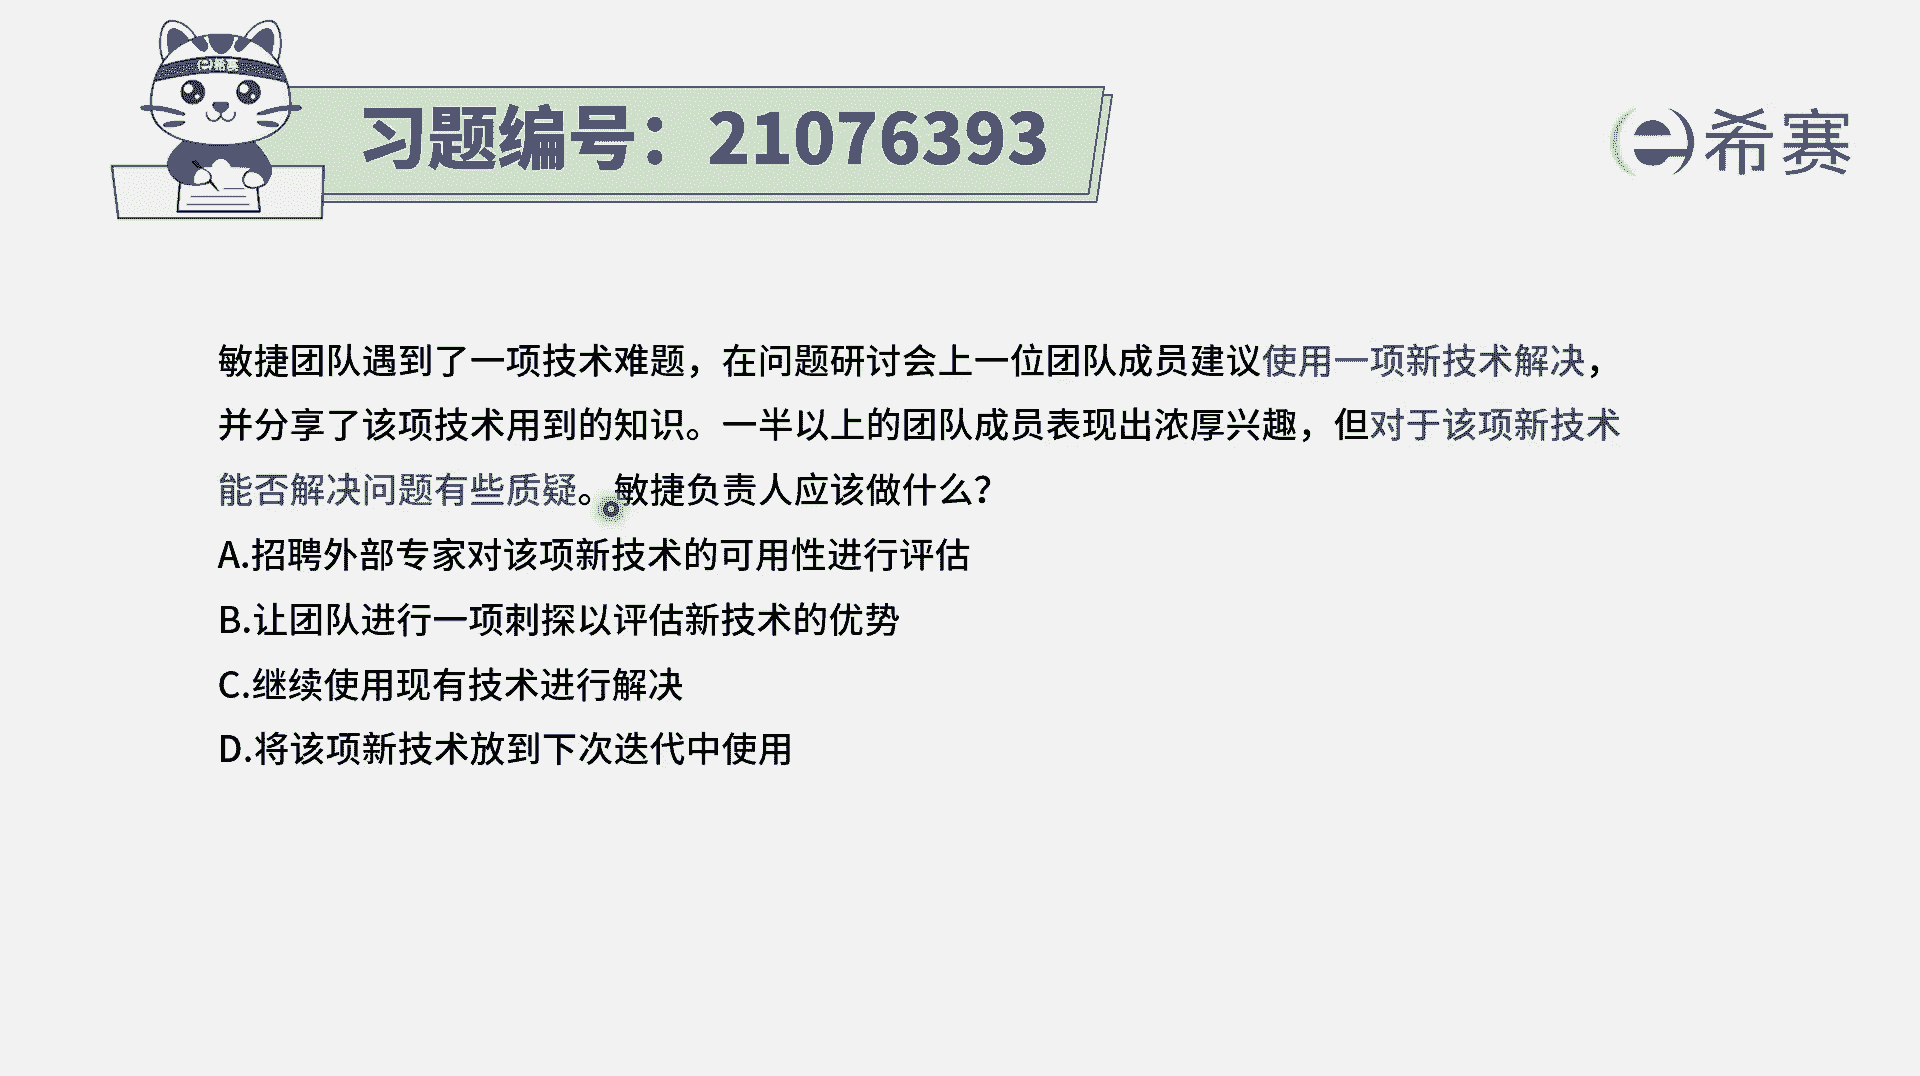 希赛
习题编号：21076393
希赛
敏捷团队遇到了一项技术难题，在问题研讨会上一位团队成员建议使用一项新技术解决，
并分享了该项技术用到的知识。一半以上的团队成员表现出浓厚兴趣，但对于该项新技术
能否解决问题有些质疑。敏捷负责人应该做什么？
A.招聘外部专家对该项新技术的可用性进行评估
B.让团队进行一项刺探以评估新技术的优势
C.继续使用现有技术进行解决
D.将该项新技术放到下次迭代中使用